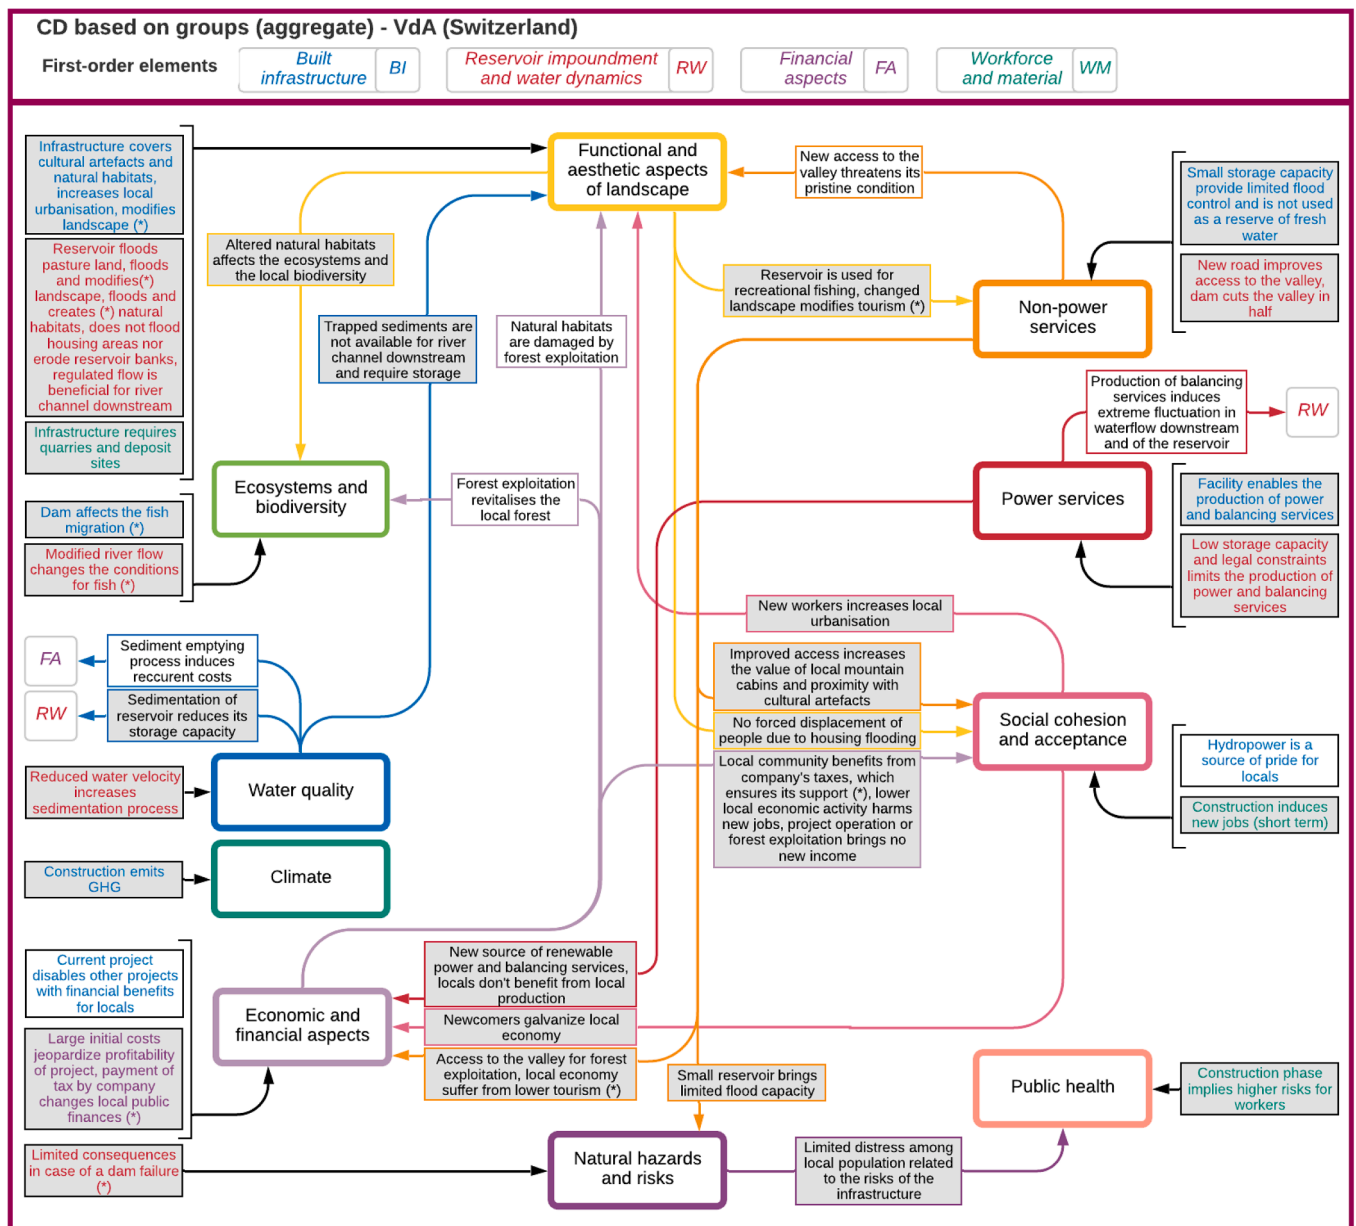 CD based on groups (aggregate) - VdA (Switzerland)
First-order elements
Built
infrastructure
BI
Reservoir impoundment
and water dynamics
RW
Financial
aspects
FA
Workforce
and material
WM
Infrastructure covers
cultural artefacts and
natural habitats,
increases local
urbanisation, modifies
landscape (*)
Reservoir floods
pasture land, floods
and modifies(*)
landscape, floods and
creates (*) natural
habitats, does not flood
housing areas nor
erode reservoir banks,
regulated flow is
beneficial for river
channel downstream
Infrastructure requires
quarries and deposit
sites
Functional and
aesthetic aspects
of landscape
New access to the
valley threatens its
pristine condition
Small storage capacity
provide limited flood
control and is not used
as a reserve of fresh
water
New road improves
access to the valley,
dam cuts the valley in
half
Altered natural habitats
affects the ecosystems and
the local biodiversity
Reservoir is used for
recreational fishing, changed
landscape modifies tourism (*)
Non-power
services
Trapped sediments are
not available for river
channel downstream
and require storage
Natural habitats
are damaged by
forest exploitation
Production of balancing
services induces
extreme fluctuation in
waterflow downstream
and of the reservoir
RW
Ecosystems and
biodiversity
Forest exploitation
revitalises the
local forest
Power services
Facility enables the
production of power
and balancing services
Low storage capacity
and legal constraints
limits the production of
power and balancing
services
Dam affects the fish
migration (*)
Modified river flow
changes the conditions
for fish (*)
New workers increases local
urbanisation
FA
Sediment emptying
process induces
reccurent costs
RW
Sedimentation of
reservoir reduces its
storage capacity
Improved access increases
the value of local mountain
cabins and proximity with
cultural artefacts
No forced displacement of
people due to housing flooding
Local community benefits from
company's taxes, which
ensures its support (*), lower
local economic activity harms
new jobs, project operation or
forest exploitation brings no
new income
Social cohesion
and acceptance
Hydropower is a
source of pride for
locals
Construction induces
new jobs (short term)
Reduced water velocity
increases
sedimentation process
Water quality
Construction emits
GHG
Climate
Current project
disables other projects
with financial benefits
for locals
Large initial costs
jeopardize profitability
of project, payment of
tax by company
changes local public
finances (*)
Economic and
financial aspects
New source of renewable
power and balancing services,
locals don't benefit from local
production
Newcomers galvanize local
economy
Access to the valley for forest
exploitation, local economy
suffer from lower tourism (*)
Small reservoir brings
limited flood capacity
Public health
Construction phase
implies higher risks for
workers
Limited consequences
in case of a dam failure
(*)
Natural hazards
and risks
Limited distress among
local population related
to the risks of the
infrastructure